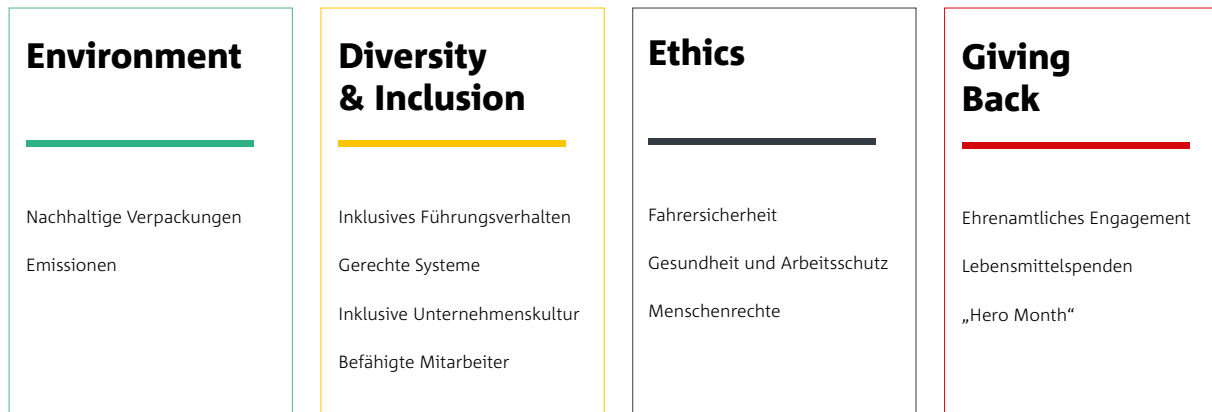 Environment
Nachhaltige Verpackungen
Emissionen
Diversity
& Inclusion
Inklusives Führungsverhalten
Gerechte Systeme
Inklusive Unternehmenskultur
Befähigte Mitarbeiter
Ethics
Fahrersicherheit
Gesundheit und Arbeitsschutz
Menschenrechte
Giving
Back
Ehrenamtliches Engagement
Lebensmittelspenden
„Hero Month“